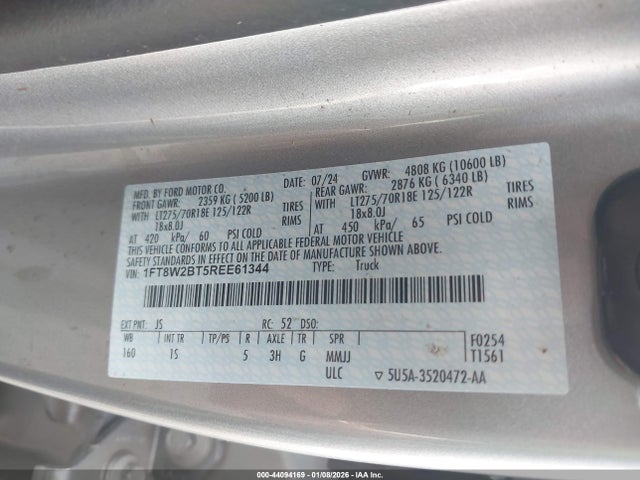 MFD. BY FORD MOTOR CO.
DATE: 07/24 GVWR: 4808 KG (10600 LB)
FRONT GAWR: 2359 KG (5200 LB) REAR GAWR: 2876 KG (6340 LB)
WITH LT275/70R18E 125/122R TIRES WITH LT275/70R18E 125/122R TIRES
18x8.0J RIMS 18x8.0J RIMS
AT 420 kPa/ 60 PSI COLD AT 450 kPa/ 65 PSI COLD
THIS VEHICLE CONFORMS TO ALL APPLICABLE FEDERAL MOTOR VEHICLE
SAFETY STANDARDS IN EFFECT ON THE DATE OF MANUFACTURE SHOWN ABOVE.
VIN: 1FT8W2BT5REE61344 TYPE: Truck
EXT PNT: JS RC: 52 DSO:
WB INT TR TP/PS R AXLE TR SPR F0254
160 1S 5 3H G MMJJ T1561
ULC ▽ 5U5A-3520472-AA
000-44094169 - 01/08/2026 - IAAI.COM